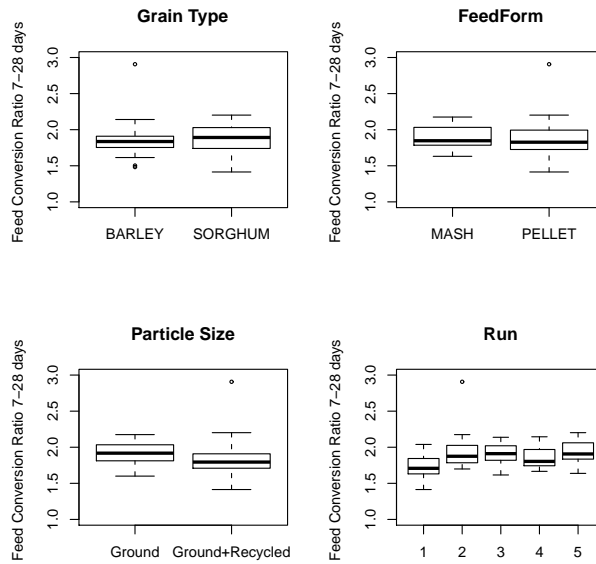 Grain Type
Feed Conversion Ratio 7−28 days
3.0
2.5
2.0
1.5
1.0
BARLEY SORGHUM
FeedForm
Feed Conversion Ratio 7−28 days
3.0
2.5
2.0
1.5
1.0
MASH PELLET
Particle Size
Feed Conversion Ratio 7−28 days
3.0
2.5
2.0
1.5
1.0
Ground Ground+Recycled
Run
Feed Conversion Ratio 7−28 days
3.0
2.5
2.0
1.5
1.0
1 2 3 4 5